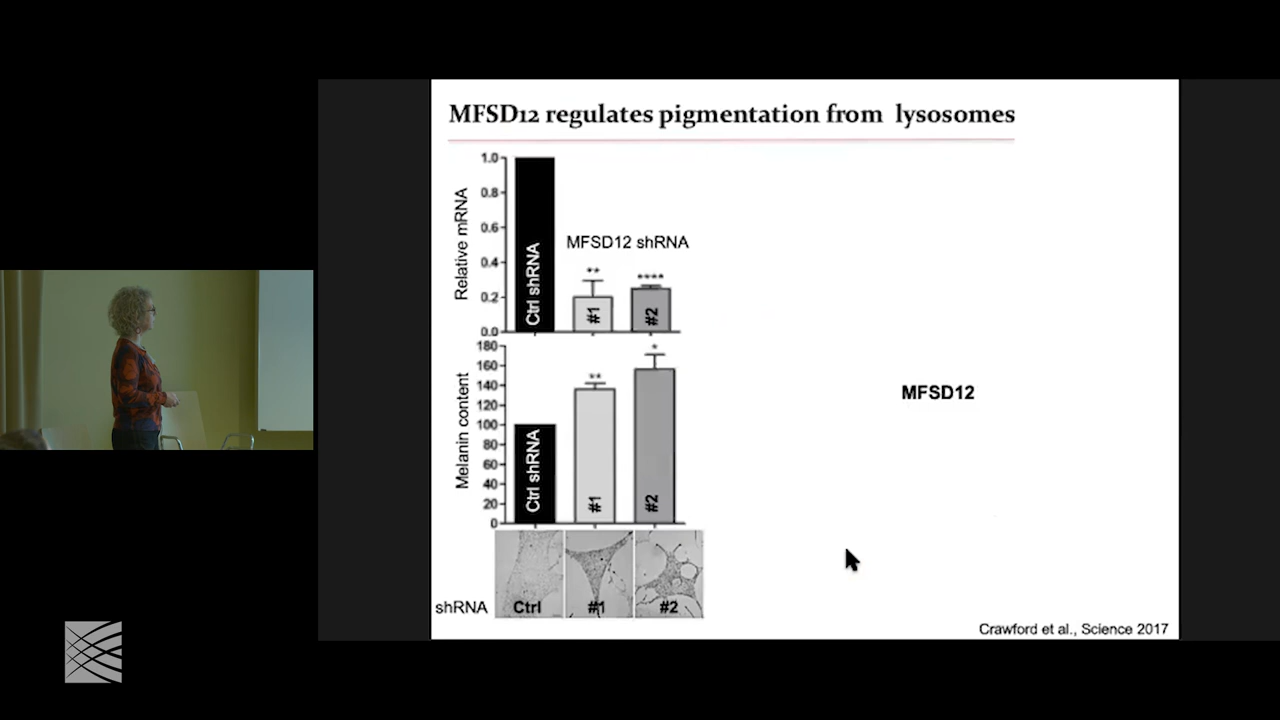 MFSD12 regulates pigmentation from lysosomes
Relative mRNA
1.0
0.8
0.6
0.4
0.2
0.0
Ctrl shRNA
MFSD12 shRNA
**
****
#1
#2
Melanin content
180
160
140
120
100
80
60
40
20
0
Ctrl shRNA
**
*
#1
#2
MFSD12
shRNA
Ctrl
#1
#2
Crawford et al., Science 2017